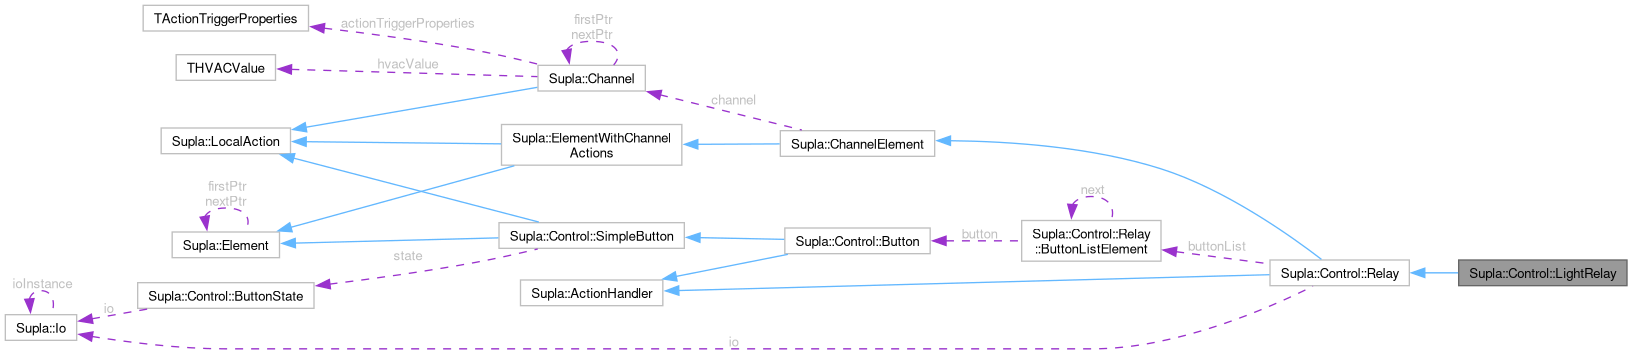 TActionTriggerProperties
actionTriggerProperties
firstPtr
nextPtr
THVACValue
hvacValue
Supla::Channel
channel
Supla::LocalAction
Supla::ElementWithChannel
Actions
Supla::ChannelElement
firstPtr
nextPtr
Supla::Element
Supla::Control::SimpleButton
Supla::Control::Button
button
next
Supla::Control::Relay
::ButtonListElement
buttonList
Supla::Control::Relay
Supla::Control::LightRelay
state
ioInstance
Supla::Io
io
Supla::Control::ButtonState
Supla::ActionHandler
io